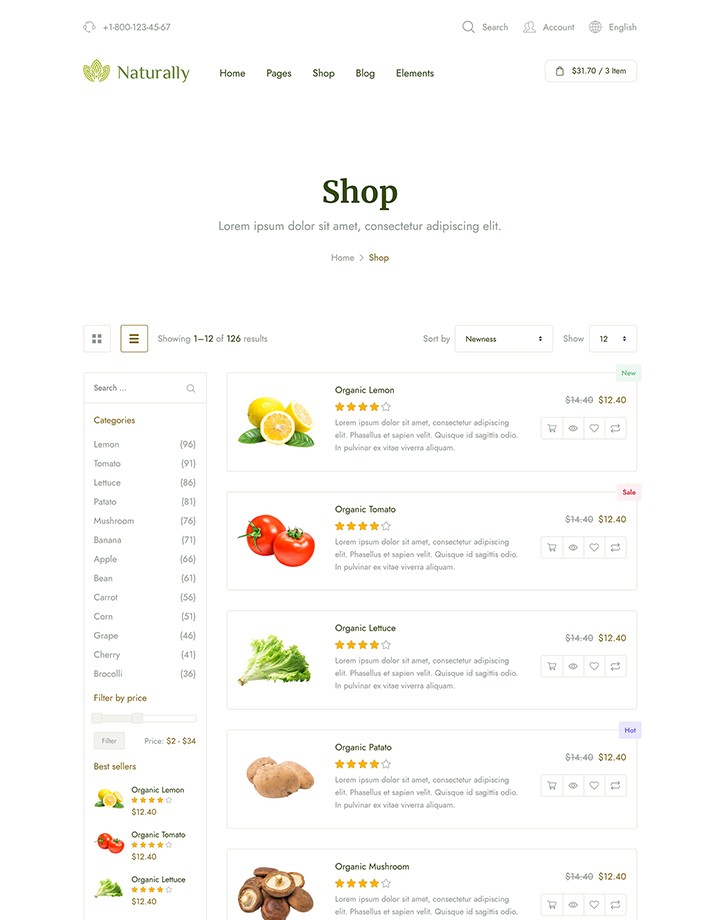 +1-800-123-45-67
Search
Account
English
Naturally
Home
Pages
Shop
Blog
Elements
$31.70 / 3 Item
Shop
Lorem ipsum dolor sit amet, consectetur adipiscing elit.
Home > Shop
Showing 1–12 of 126 results
Sort by
Newness
Show
12
Search ...
Categories
Lemon (96)
Tomato (91)
Lettuce (86)
Patato (81)
Mushroom (76)
Banana (71)
Apple (66)
Bean (61)
Carrot (56)
Corn (51)
Grape (46)
Cherry (41)
Brocolli (36)
Filter by price
Filter
Price: $2 - $34
Best sellers
Organic Lemon
$12.40
Organic Tomato
$12.40
Organic Lettuce
$12.40
New
Organic Lemon
$14.40 $12.40
Lorem ipsum dolor sit amet, consectetur adipiscing
elit. Phasellus et sapien velit. Quisque id sagittis odio.
In pulvinar ex vitae viverra aliquam.
Sale
Organic Tomato
$14.40 $12.40
Lorem ipsum dolor sit amet, consectetur adipiscing
elit. Phasellus et sapien velit. Quisque id sagittis odio.
In pulvinar ex vitae viverra aliquam.
Organic Lettuce
$14.40 $12.40
Lorem ipsum dolor sit amet, consectetur adipiscing
elit. Phasellus et sapien velit. Quisque id sagittis odio.
In pulvinar ex vitae viverra aliquam.
Hot
Organic Patato
$14.40 $12.40
Lorem ipsum dolor sit amet, consectetur adipiscing
elit. Phasellus et sapien velit. Quisque id sagittis odio.
In pulvinar ex vitae viverra aliquam.
Organic Mushroom
$14.40 $12.40
Lorem ipsum dolor sit amet, consectetur adipiscing
elit. Phasellus et sapien velit. Quisque id sagittis odio.